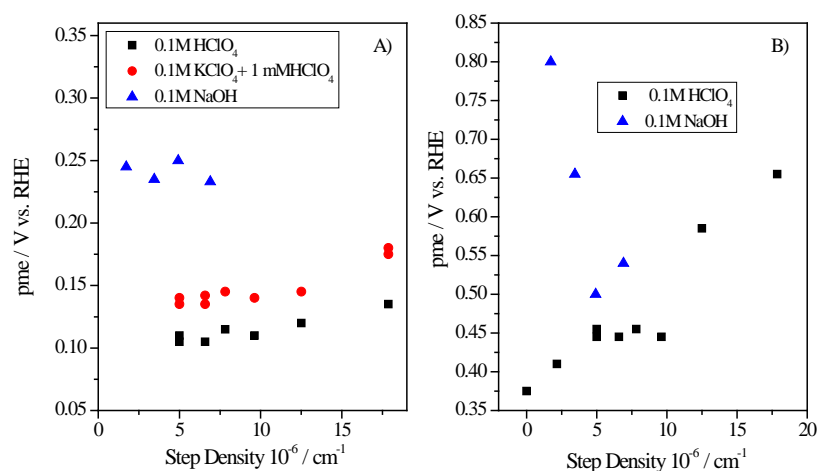 A)
0.1M HClO4
0.1M KClO4+ 1 mMHClO4
0.1M NaOH
0.35
0.30
0.25
0.20
0.15
0.10
0.05
pme / V vs. RHE
0
5
10
15
Step Density 10-6 / cm-1
B)
0.1M HClO4
0.1M NaOH
0.85
0.80
0.75
0.70
0.65
0.60
0.55
0.50
0.45
0.40
0.35
pme / V vs. RHE
0
5
10
15
20
Step Density 10-6 / cm-1